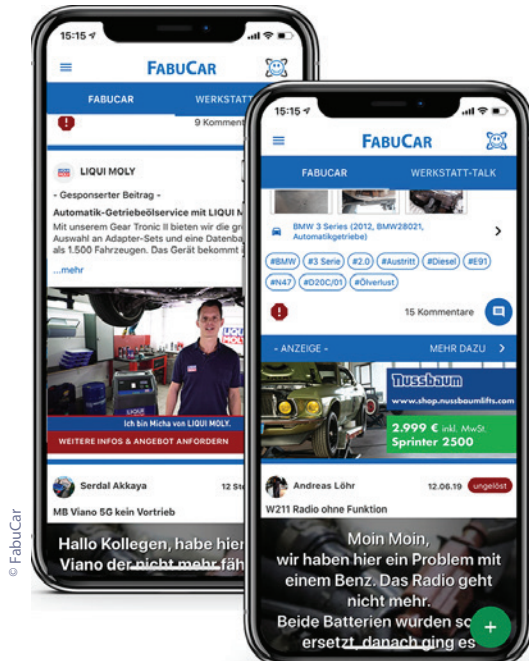 15:15
FABUCAR
FABUCAR
WERKSTATT
9 Komment
LIQUI MOLY
- Gesponserter Beitrag -
Automatik-Getriebeölservice mit LIQUI M
Mit unserem Gear Tronic II bieten wir die gr
Auswahl an Adapter-Sets und eine Datenba
als 1.500 Fahrzeugen. Das Gerät bekommt
...mehr
LIQUI
MOLY
Ich bin Micha von LIQUI MOLY.
WEITERE INFOS & ANGEBOT ANFORDERN
Serdal Akkaya
12 St
MB Viano 5G kein Vortrieb
Hallo Kollegen, habe hier
Viano der nicht mehr fäh
15:15
FABUCAR
FABUCAR
WERKSTATT-TALK
BMW 3 Series (2012, BMW28021,
Automatikgetriebe)
#BMW #3 Serie #2.0 #Austritt #Diesel #E91
#N47 #D20C/01 #Ölverlust
15 Kommentare
- ANZEIGE -
MEHR DAZU
Nussbaum
www.shop.nussbaumlifts.com
2.999 € inkl. MwSt.
Sprinter 2500
Andreas Löhr
12.06.19
ungelöst
W211 Radio ohne Funktion
Moin Moin,
wir haben hier ein Problem mit
einem Benz. Das Radio geht
nicht mehr.
Beide Batterien wurden sc
ersetzt, danach ging es
© FabuCar